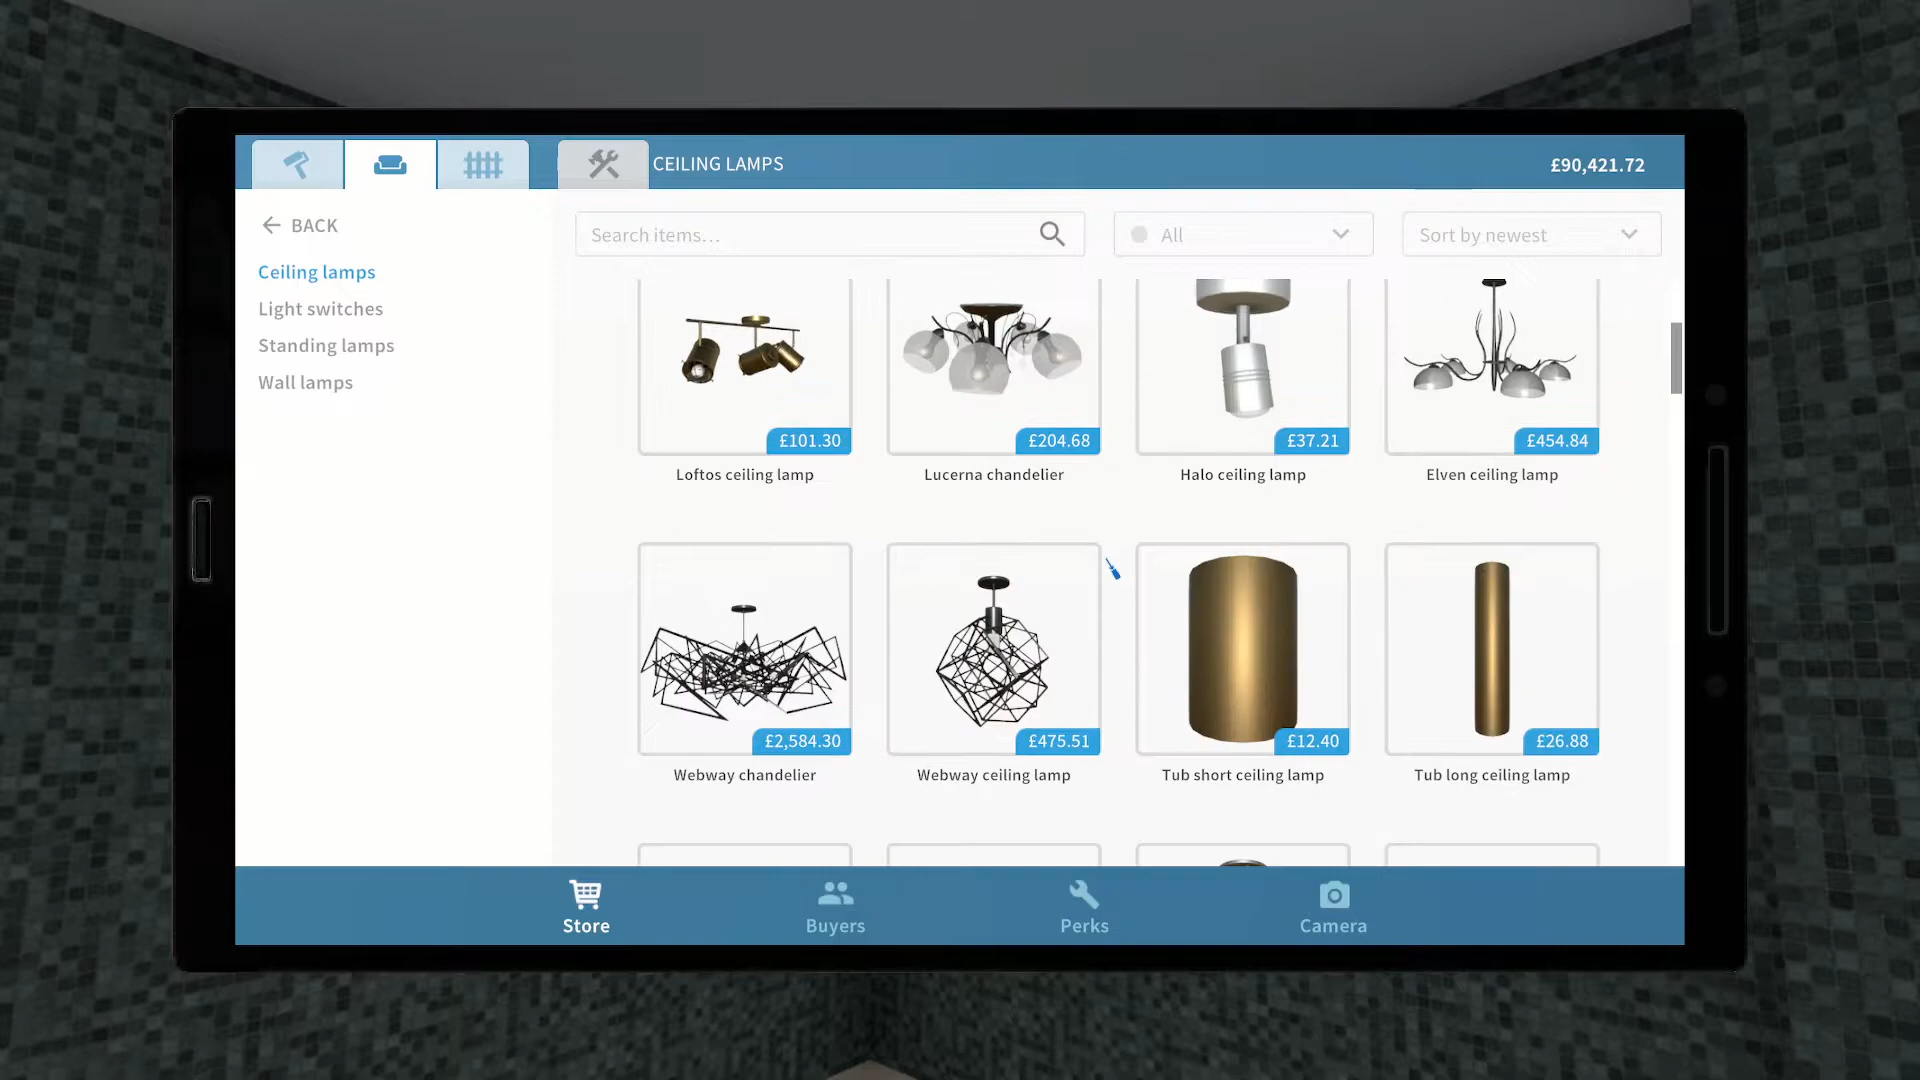 CEILING LAMPS
£90,421.72
BACK
Search items...
All
Sort by newest
Ceiling lamps
Light switches
Standing lamps
Wall lamps
£101.30
£204.68
£37.21
£454.84
Loftos ceiling lamp
Lucerna chandelier
Halo ceiling lamp
Elven ceiling lamp
£2,584.30
£475.51
£12.40
£26.88
Webway chandelier
Webway ceiling lamp
Tub short ceiling lamp
Tub long ceiling lamp
Store
Buyers
Perks
Camera